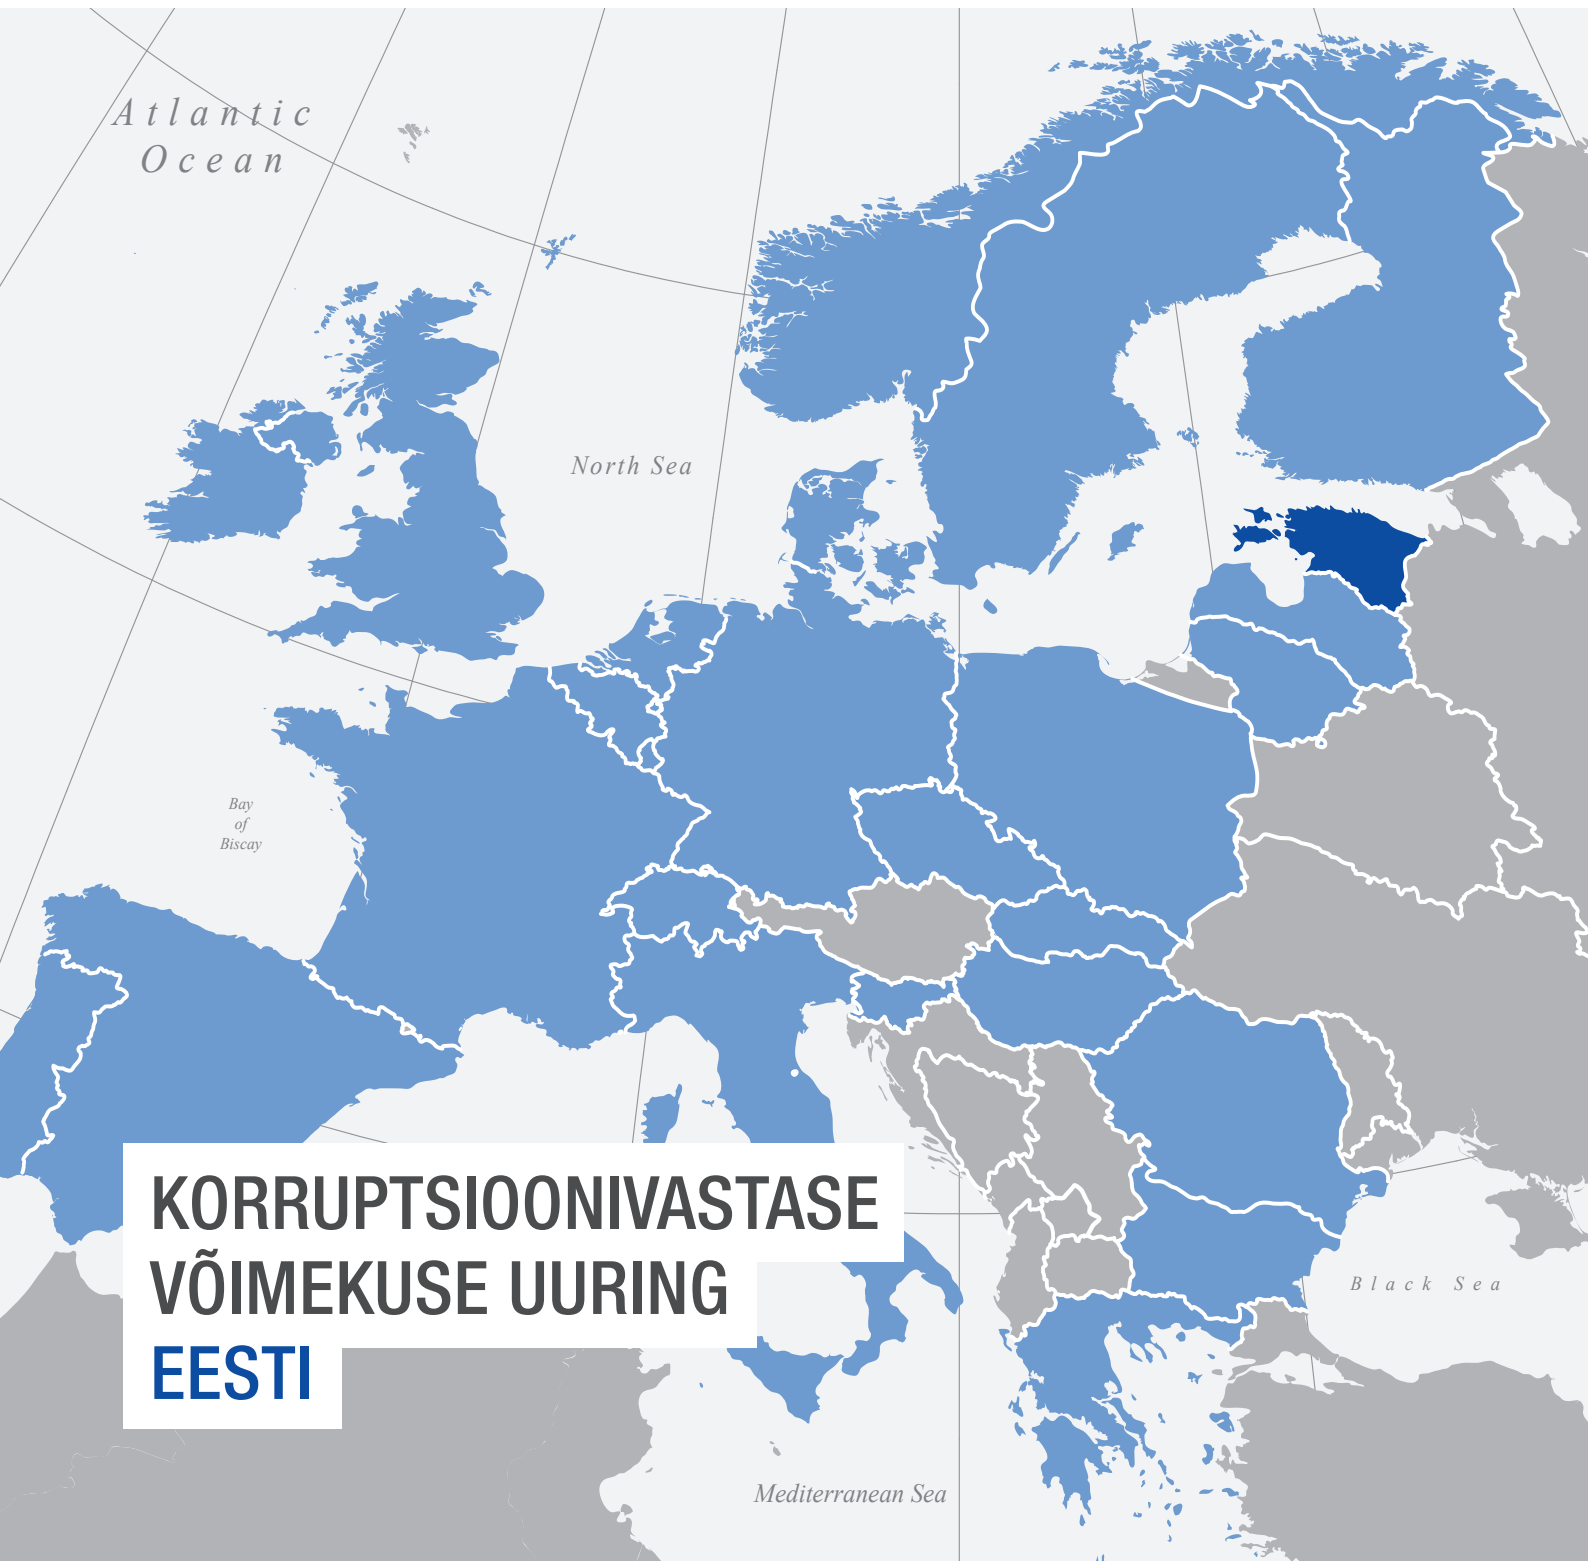 Atlantic
Ocean
North Sea
Bay
of
Biscay
KORRUPTSIOONIVASTASE
VÕIMEKUSE UURING
EESTI
Black Sea
Mediterranean Sea